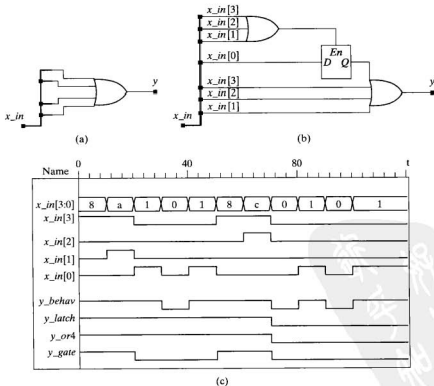 x_in[3]
x_in[2]
x_in[1]
x_in[0]
En
D Q
x_in[3]
x_in[2]
x_in[1]
y
y
x_in
x_in
(a)
(b)
0 40 80 t
Name
x_in[3:0] 8 a 1 0 1 8 c 0 1 0 1
x_in[3]
x_in[2]
x_in[1]
x_in[0]
y_behav
y_latch
y_or4
y_gate
(c)